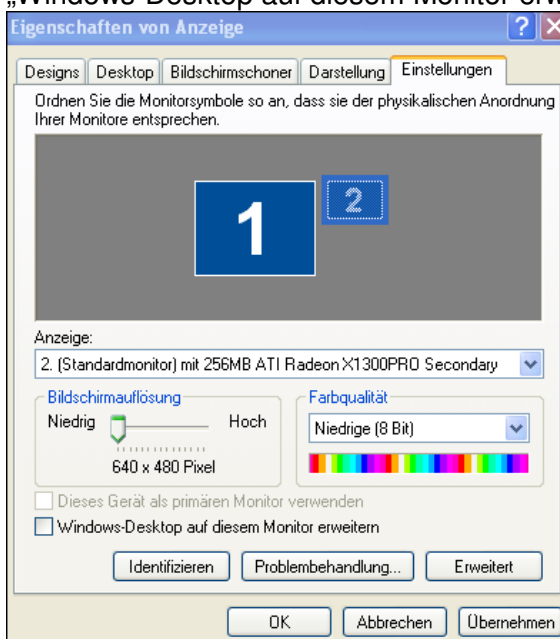 „Windows-Desktop auf diesem Monitor erw
Eigenschaften von Anzeige
Designs Desktop Bildschirmschoner Darstellung Einstellungen
Ordnen Sie die Monitorsymbole so an, dass sie der physikalischen Anordnung
Ihrer Monitore entsprechen.
1 2
Anzeige:
2. (Standardmonitor) mit 256MB ATI Radeon X1300PRO Secondary
Bildschirmauflösung Farbqualität
Niedrig Hoch Niedrige (8 Bit)
640 x 480 Pixel
Dieses Gerät als primären Monitor verwenden
Windows-Desktop auf diesem Monitor erweitern
Identifizieren Problembehandlung... Erweitert
OK Abbrechen Übernehmen